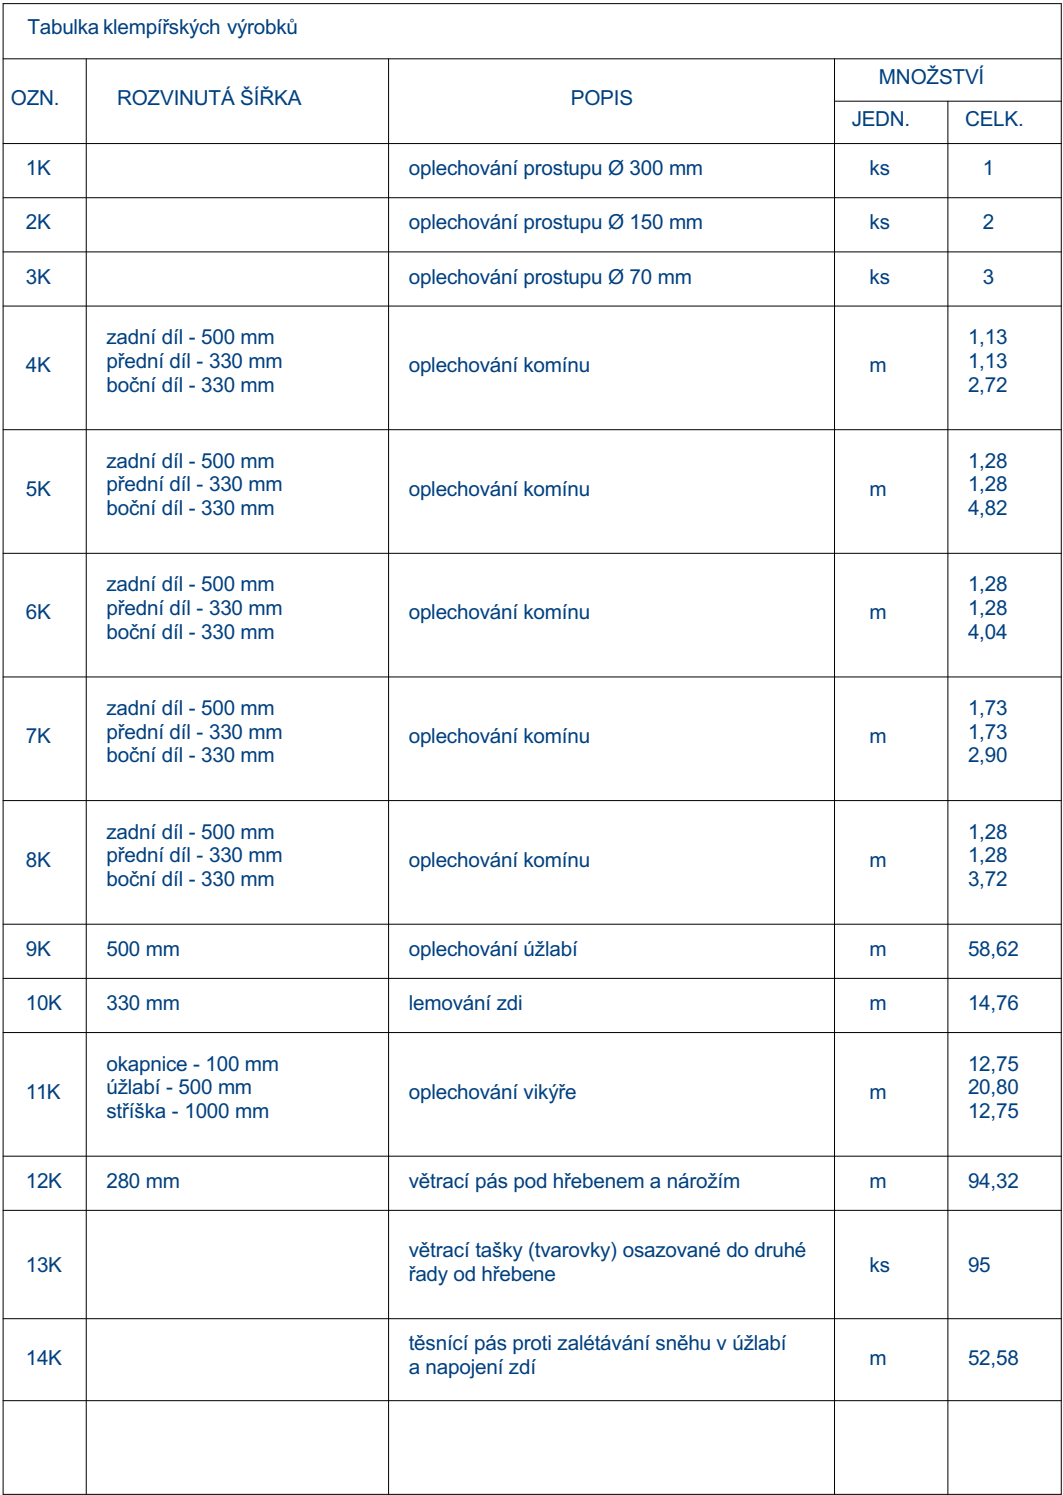 Tabulka klempířských výrobků
OZN. ROZVINUTÁ ŠÍŘKA POPIS MNOŽSTVÍ
JEDN. CELK.
1K oplechování prostupu Ø 300 mm ks 1
2K oplechování prostupu Ø 150 mm ks 2
3K oplechování prostupu Ø 70 mm ks 3
zadní díl - 500 mm 1,13
4K přední díl - 330 mm oplechování komínu m 1,13
boční díl - 330 mm 2,72
zadní díl - 500 mm 1,28
5K přední díl - 330 mm oplechování komínu m 1,28
boční díl - 330 mm 4,82
zadní díl - 500 mm 1,28
6K přední díl - 330 mm oplechování komínu m 1,28
boční díl - 330 mm 4,04
zadní díl - 500 mm 1,73
7K přední díl - 330 mm oplechování komínu m 1,73
boční díl - 330 mm 2,90
zadní díl - 500 mm 1,28
8K přední díl - 330 mm oplechování komínu m 1,28
boční díl - 330 mm 3,72
9K 500 mm oplechování úžlabí m 58,62
10K 330 mm lemování zdi m 14,76
okapnice - 100 mm 12,75
11K úžlabí - 500 mm oplechování vikýře m 20,80
stříška - 1000 mm 12,75
12K 280 mm větrací pás pod hřebenem a nárožím m 94,32
13K větrací tašky (tvarovky) osazované do druhé ks 95
řady od hřebene
14K těsnící pás proti zalétávání sněhu v úžlabí m 52,58
a napojení zdí